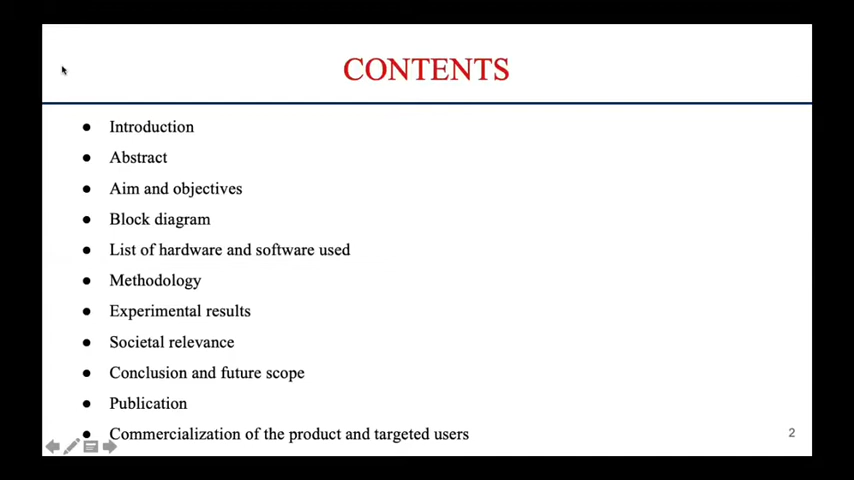 CONTENTS
● Introduction
● Abstract
● Aim and objectives
● Block diagram
● List of hardware and software used
● Methodology
● Experimental results
● Societal relevance
● Conclusion and future scope
● Publication
● Commercialization of the product and targeted users
2